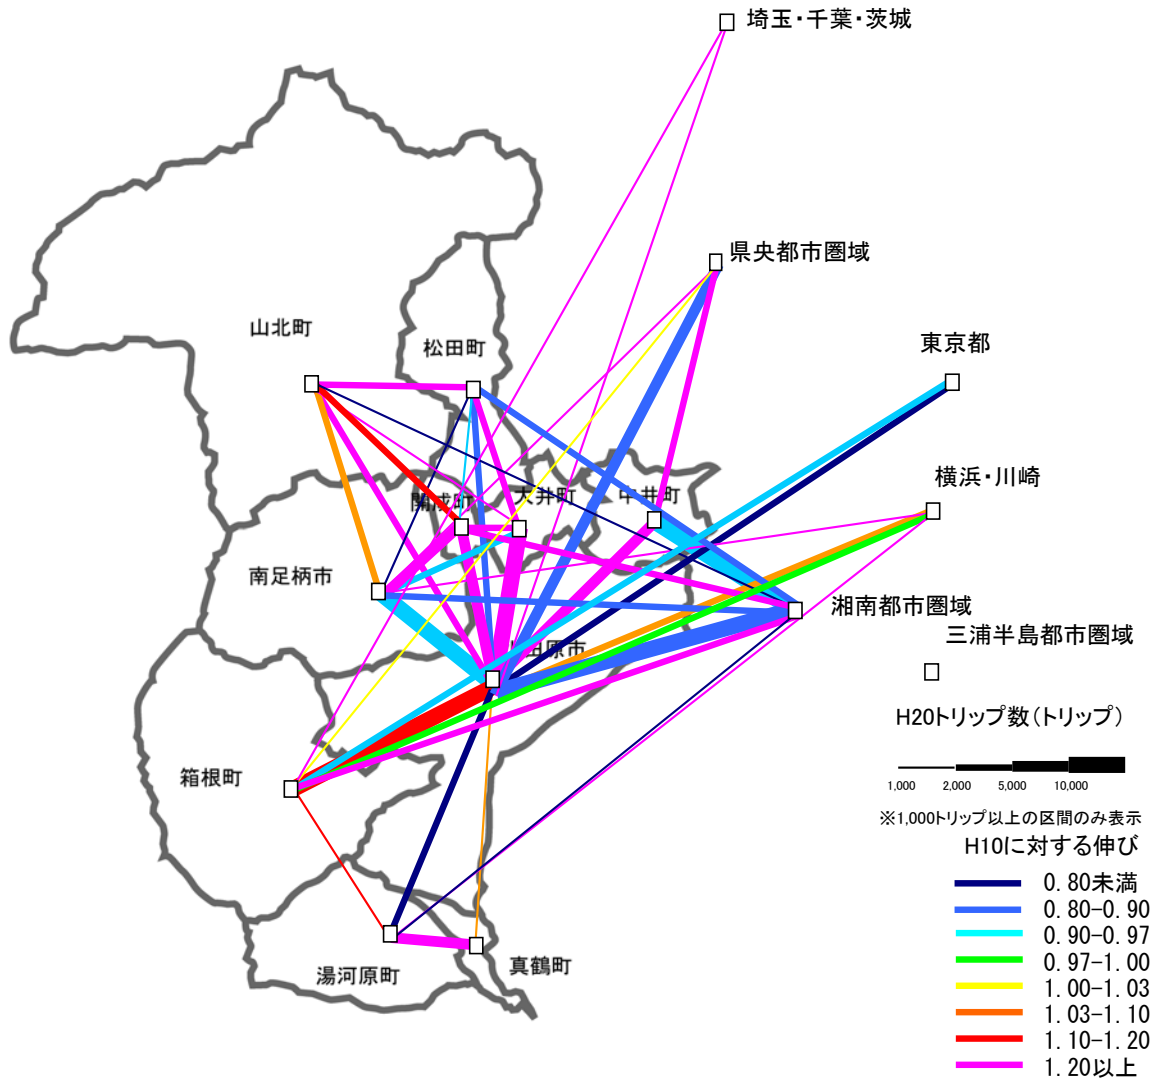 埼玉・千葉・茨城
県央都市圏域
山北町
松田町
東京都
開成町
大井町
中井町
横浜・川崎
南足柄市
湘南都市圏域
三浦半島都市圏域
田原市
H20トリップ数(トリップ)
箱根町
1,000 2,000 5,000 10,000
※1,000トリップ以上の区間のみ表示
H10に対する伸び
0.80未満
0.80-0.90
0.90-0.97
0.97-1.00
1.00-1.03
1.03-1.10
1.10-1.20
1.20以上
湯河原町
真鶴町